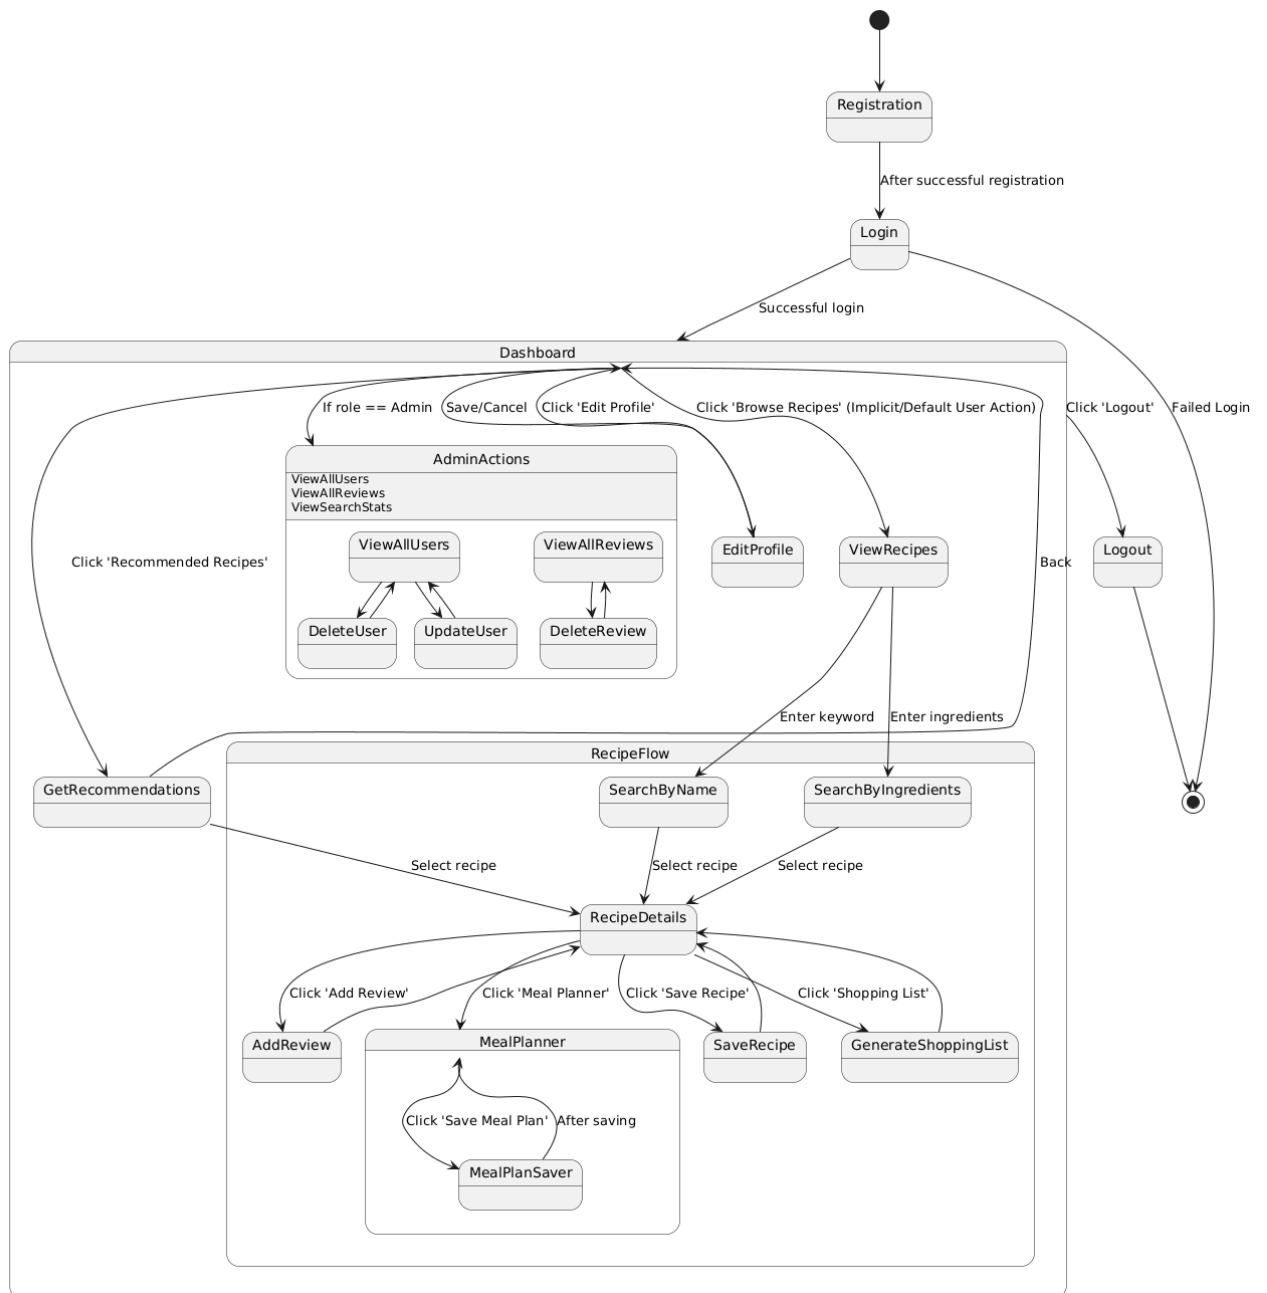 Registration
After successful registration
Login
Successful login
Dashboard
If role == Admin
Save/Cancel
Click 'Edit Profile'
Click 'Browse Recipes' (Implicit/Default User Action)
Click 'Logout'
Failed Login
AdminActions
ViewAllUsers
ViewAllReviews
ViewSearchStats
ViewAllUsers
ViewAllReviews
EditProfile
ViewRecipes
Logout
Click 'Recommended Recipes'
Back
DeleteUser
UpdateUser
DeleteReview
Enter keyword
Enter ingredients
RecipeFlow
GetRecommendations
SearchByName
SearchByIngredients
Select recipe
Select recipe
Select recipe
RecipeDetails
Click 'Add Review'
Click 'Meal Planner'
Click 'Save Recipe'
Click 'Shopping List'
AddReview
MealPlanner
SaveRecipe
GenerateShoppingList
Click 'Save Meal Plan'
After saving
MealPlanSaver